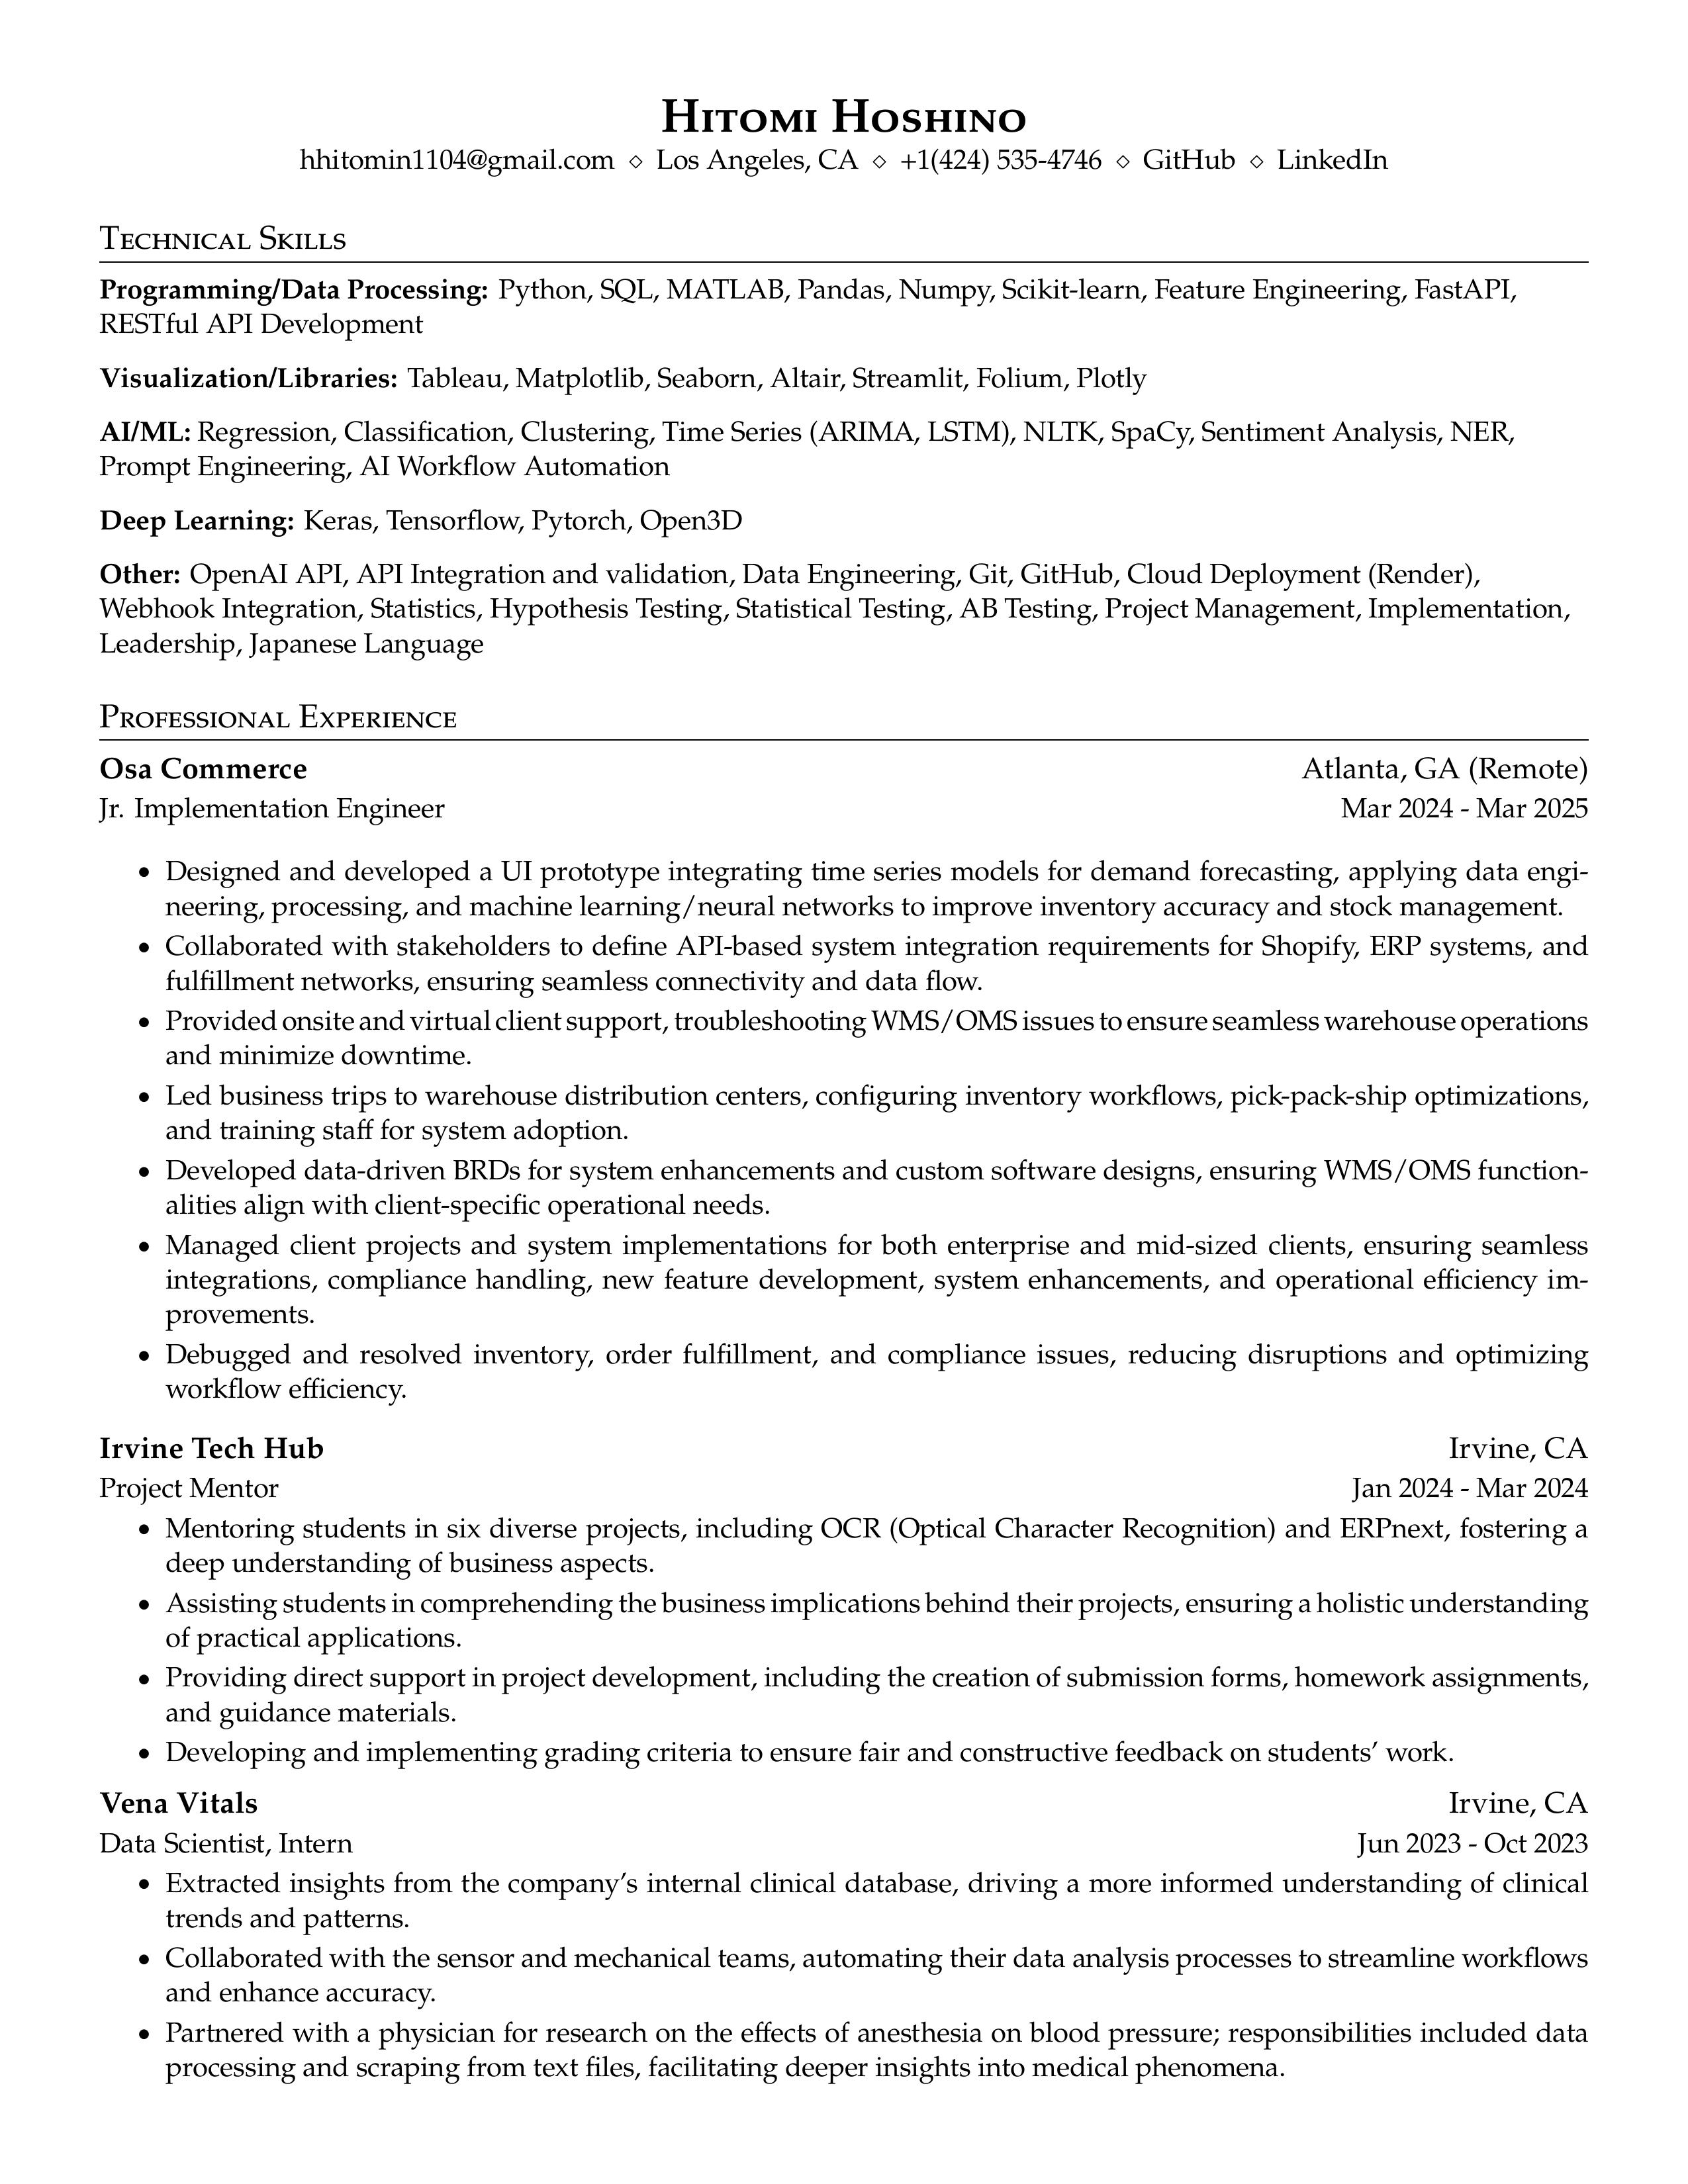 Hitomi Hoshino
hhitomin1104@gmail.com ⋄ Los Angeles, CA ⋄ +1(424) 535-4746 ⋄ GitHub ⋄ LinkedIn
Technical Skills
Programming/Data Processing: Python, SQL, MATLAB, Pandas, Numpy, Scikit-learn, Feature Engineering, FastAPI,
RESTful API Development
Visualization/Libraries: Tableau, Matplotlib, Seaborn, Altair, Streamlit, Folium, Plotly
AI/ML: Regression, Classification, Clustering, Time Series (ARIMA, LSTM), NLTK, SpaCy, Sentiment Analysis, NER,
Prompt Engineering, AI Workflow Automation
Deep Learning: Keras, Tensorflow, Pytorch, Open3D
Other: OpenAI API, API Integration and validation, Data Engineering, Git, GitHub, Cloud Deployment (Render),
Webhook Integration, Statistics, Hypothesis Testing, Statistical Testing, AB Testing, Project Management, Implementation,
Leadership, Japanese Language
Professional Experience
Osa Commerce Atlanta, GA (Remote)
Jr. Implementation Engineer Mar 2024 - Mar 2025
• Designed and developed a UI prototype integrating time series models for demand forecasting, applying data engi-
neering, processing, and machine learning/neural networks to improve inventory accuracy and stock management.
• Collaborated with stakeholders to define API-based system integration requirements for Shopify, ERP systems, and
fulfillment networks, ensuring seamless connectivity and data flow.
• Provided onsite and virtual client support, troubleshooting WMS/OMS issues to ensure seamless warehouse operations
and minimize downtime.
• Led business trips to warehouse distribution centers, configuring inventory workflows, pick-pack-ship optimizations,
and training staff for system adoption.
• Developed data-driven BRDs for system enhancements and custom software designs, ensuring WMS/OMS function-
alities align with client-specific operational needs.
• Managed client projects and system implementations for both enterprise and mid-sized clients, ensuring seamless
integrations, compliance handling, new feature development, system enhancements, and operational efficiency im-
provements.
• Debugged and resolved inventory, order fulfillment, and compliance issues, reducing disruptions and optimizing
workflow efficiency.
Irvine Tech Hub Irvine, CA
Project Mentor Jan 2024 - Mar 2024
• Mentoring students in six diverse projects, including OCR (Optical Character Recognition) and ERPnext, fostering a
deep understanding of business aspects.
• Assisting students in comprehending the business implications behind their projects, ensuring a holistic understanding
of practical applications.
• Providing direct support in project development, including the creation of submission forms, homework assignments,
and guidance materials.
• Developing and implementing grading criteria to ensure fair and constructive feedback on students’ work.
Vena Vitals Irvine, CA
Data Scientist, Intern Jun 2023 - Oct 2023
• Extracted insights from the company’s internal clinical database, driving a more informed understanding of clinical
trends and patterns.
• Collaborated with the sensor and mechanical teams, automating their data analysis processes to streamline workflows
and enhance accuracy.
• Partnered with a physician for research on the effects of anesthesia on blood pressure; responsibilities included data
processing and scraping from text files, facilitating deeper insights into medical phenomena.